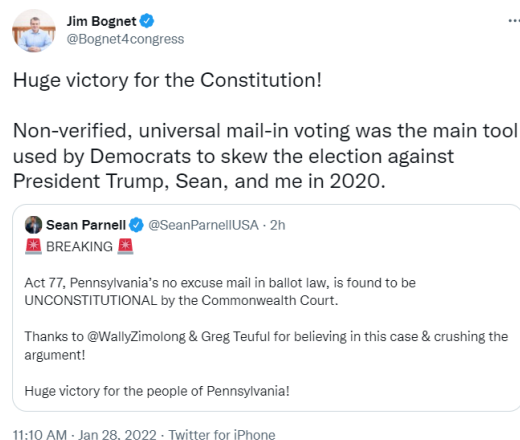 Jim Bognet
@Bognet4congress
Huge victory for the Constitution!
Non-verified, universal mail-in voting was the main tool
used by Democrats to skew the election against
President Trump, Sean, and me in 2020.
Sean Parnell @SeanParnellUSA · 2h
🚨 BREAKING 🚨
Act 77, Pennsylvania's no excuse mail in ballot law, is found to be
UNCONSTITUTIONAL by the Commonwealth Court.
Thanks to @WallyZimolong & Greg Teuful for believing in this case & crushing the
argument!
Huge victory for the people of Pennsylvania!
11:10 AM · Jan 28, 2022 · Twitter for iPhone